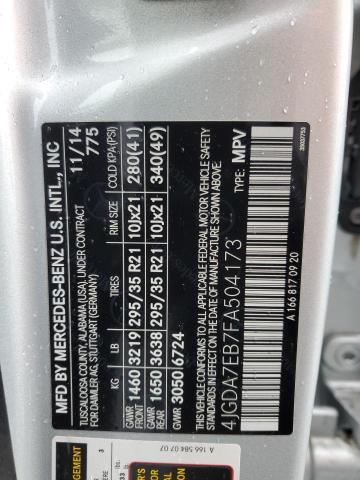 MFD BY MERCEDES-BENZ U.S. INTL., INC
TUSCALOOSA COUNTY, ALABAMA (USA), UNDER CONTRACT
FOR DAIMLER AG, STUTTGART (GERMANY)
11/14
775
KG LB TIRES RIM SIZE COLD KPA(PSI)
GAWR FRONT 1460 3219 295/35 R21 10Jx21 280(41)
GAWR REAR 1650 3638 295/35 R21 10Jx21 340(49)
GVWR 3050 6724
THIS VEHICLE CONFORMS TO ALL APPLICABLE FEDERAL MOTOR VEHICLE SAFETY
STANDARDS IN EFFECT ON THE DATE OF MANUFACTURE SHOWN ABOVE.
4JGDA7EB7FA504173 TYPE: MPV
A 166 817 09 20
A 166 584 07 07